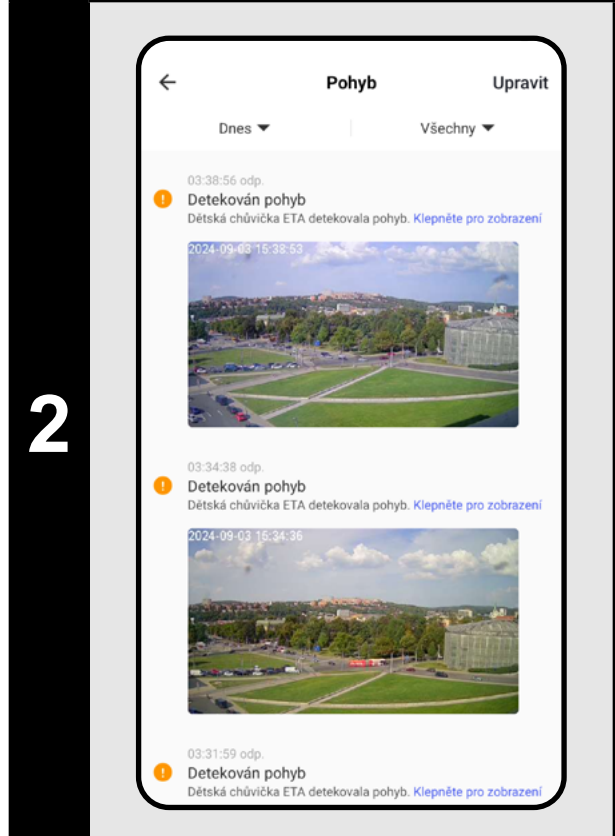 2
Pohyb
Upravit
Dnes
Všechny
03:38:56 odp.
Detekován pohyb
Dětská chůvička ETA detekovala pohyb. Klepněte pro zobrazení
2024-09-03 15:38:53
03:34:38 odp.
Detekován pohyb
Dětská chůvička ETA detekovala pohyb. Klepněte pro zobrazení
2024-09-03 15:34:36
03:31:59 odp.
Detekován pohyb
Dětská chůvička ETA detekovala pohyb. Klepněte pro zobrazení